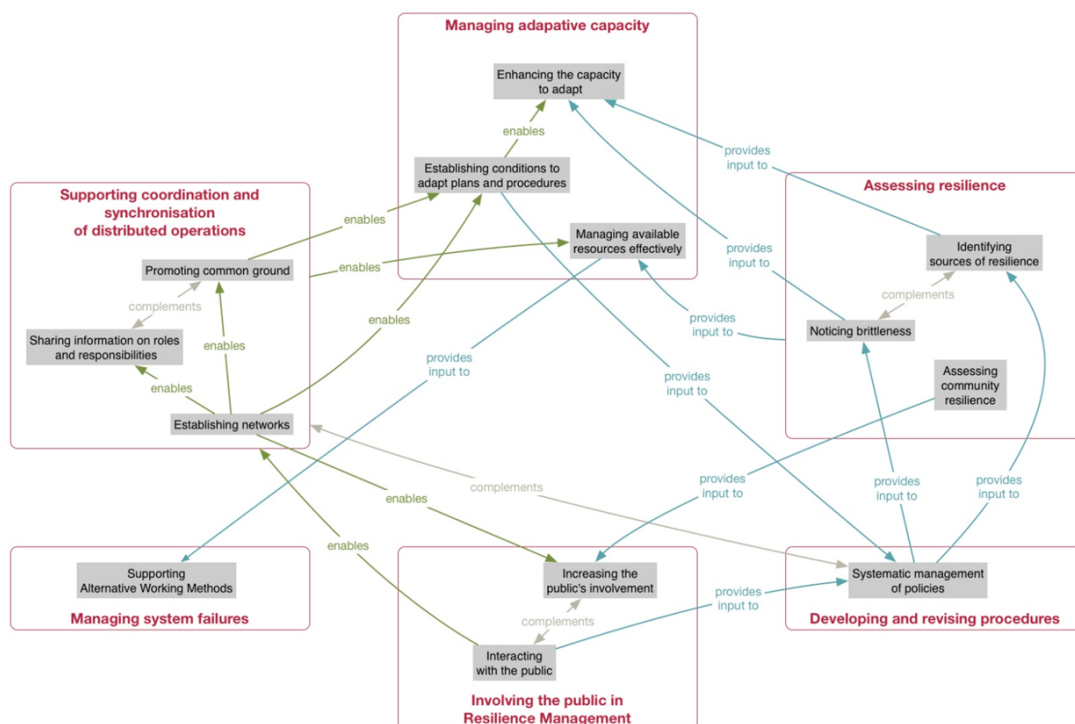 Managing adapative capacity
Enhancing the capacity
to adapt
enables
provides
input to
Establishing conditions to
adapt plans and procedures
Supporting coordination and
synchronisation
of distributed operations
Assessing resilience
enables
Managing available
resources effectively
provides
input to
Identifying
sources of resilience
Promoting common ground
enables
complements
complements
Sharing information on roles
and responsibilities
enables
enables
provides
input to
Noticing brittleness
provides
input to
Assessing
community
resilience
enables
provides
input to
Establishing networks
enables
complements
provides
input to
provides
input to
provides
input to
enables
Supporting
Alternative Working Methods
Managing system failures
Increasing the
public's involvement
complements
Interacting
with the public
Involving the public in
Resilience Management
provides
input to
Systematic management
of policies
Developing and revising procedures